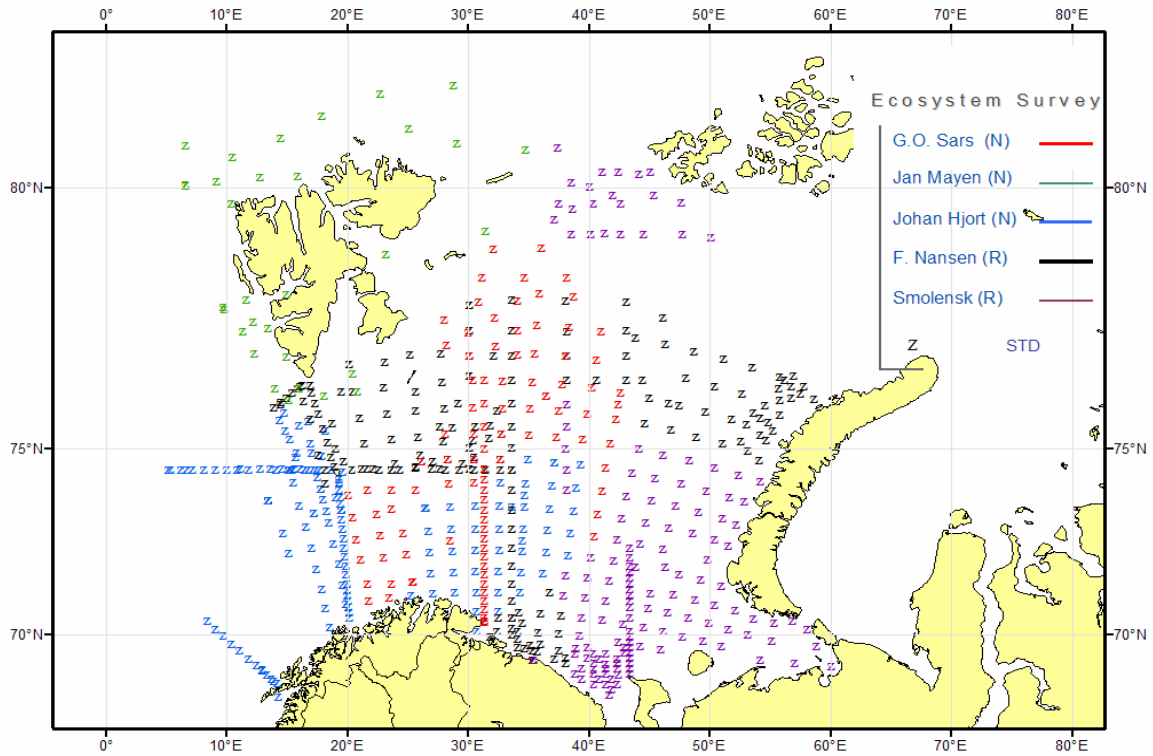 0° 10°E 20°E 30°E 40°E 50°E 60°E 70°E 80°E
Ecosystem Survey
G.O. Sars (N)
80°N 80°N
Jan Mayen (N)
Johan Hjort (N)
F. Nansen (R)
Smolensk (R)
Z STD
75°N 75°N
70°N 70°N
0° 10°E 20°E 30°E 40°E 50°E 60°E 70°E 80°E